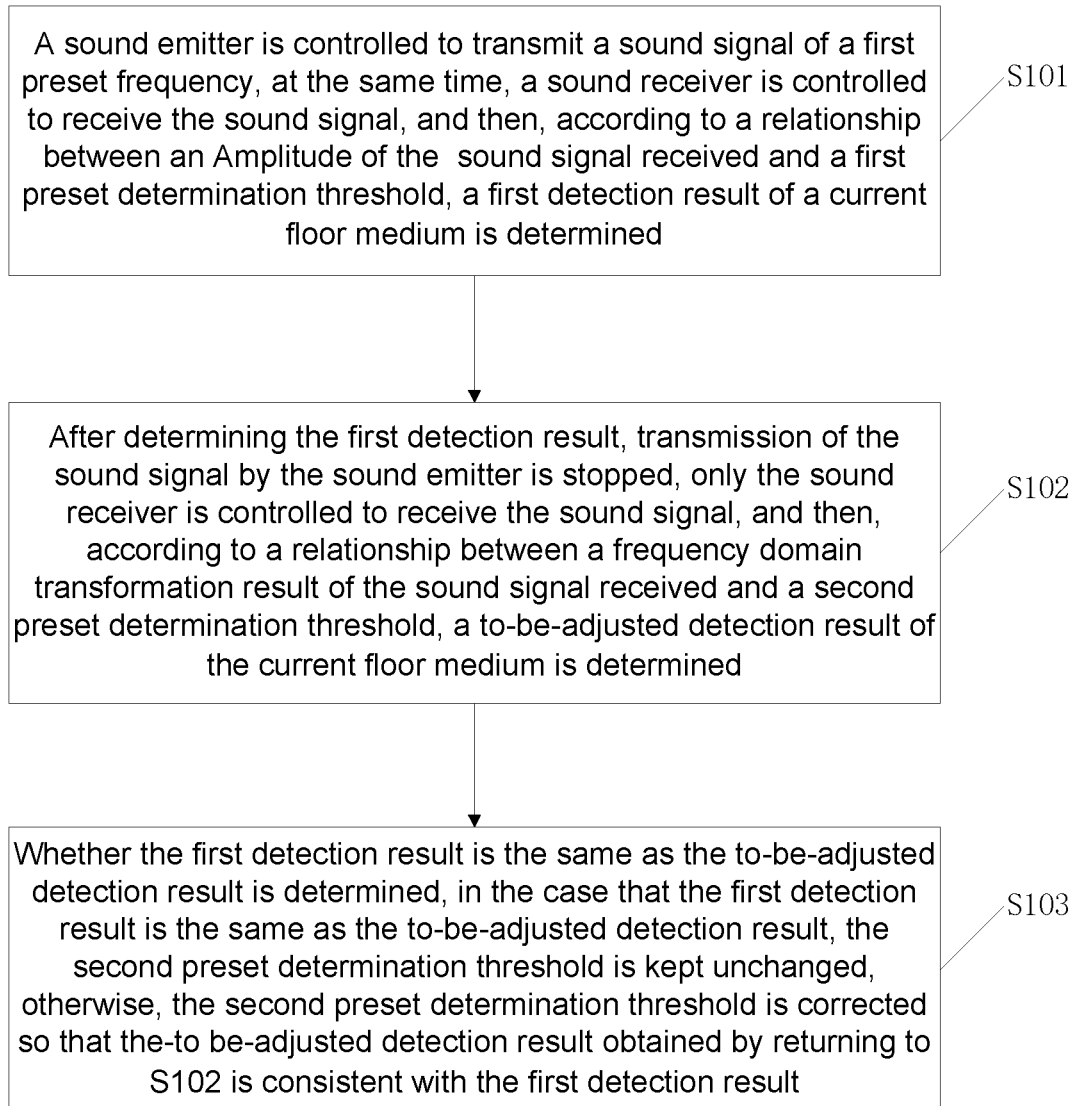 A sound emitter is controlled to transmit a sound signal of a first
preset frequency, at the same time, a sound receiver is controlled
to receive the sound signal, and then, according to a relationship
between an Amplitude of the  sound signal received and a first
preset determination threshold, a first detection result of a current
floor medium is determined
S101
After determining the first detection result, transmission of the
sound signal by the sound emitter is stopped, only the sound
receiver is controlled to receive the sound signal, and then,
according to a relationship between a frequency domain
transformation result of the sound signal received and a second
preset determination threshold, a to-be-adjusted detection result of
the current floor medium is determined
S102
Whether the first detection result is the same as the to-be-adjusted
detection result is determined, in the case that the first detection
result is the same as the to-be-adjusted detection result, the
second preset determination threshold is kept unchanged,
otherwise, the second preset determination threshold is corrected
so that the-to be-adjusted detection result obtained by returning to
S102 is consistent with the first detection result
S103